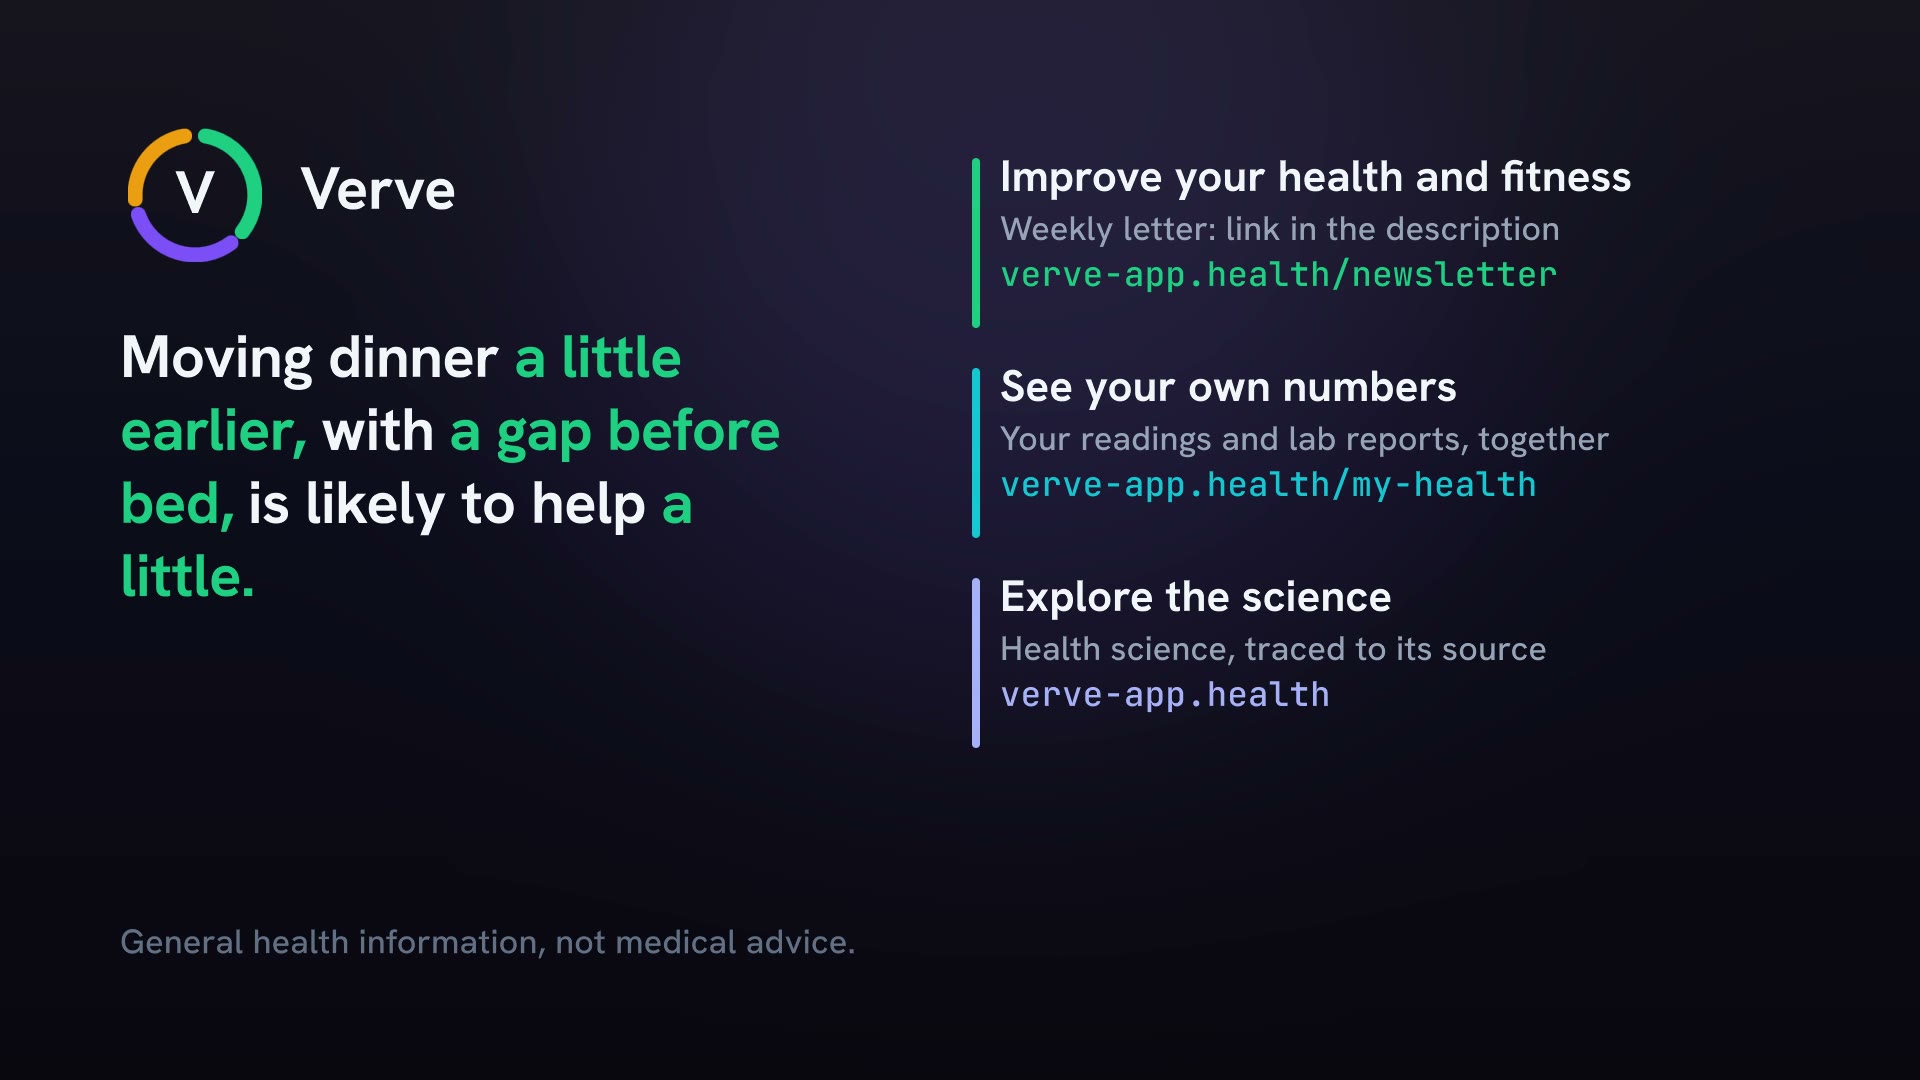 V
Verve
Moving dinner a little
earlier, with a gap before
bed, is likely to help a
little.
Improve your health and fitness
Weekly letter: link in the description
verve-app.health/newsletter
See your own numbers
Your readings and lab reports, together
verve-app.health/my-health
Explore the science
Health science, traced to its source
verve-app.health
General health information, not medical advice.